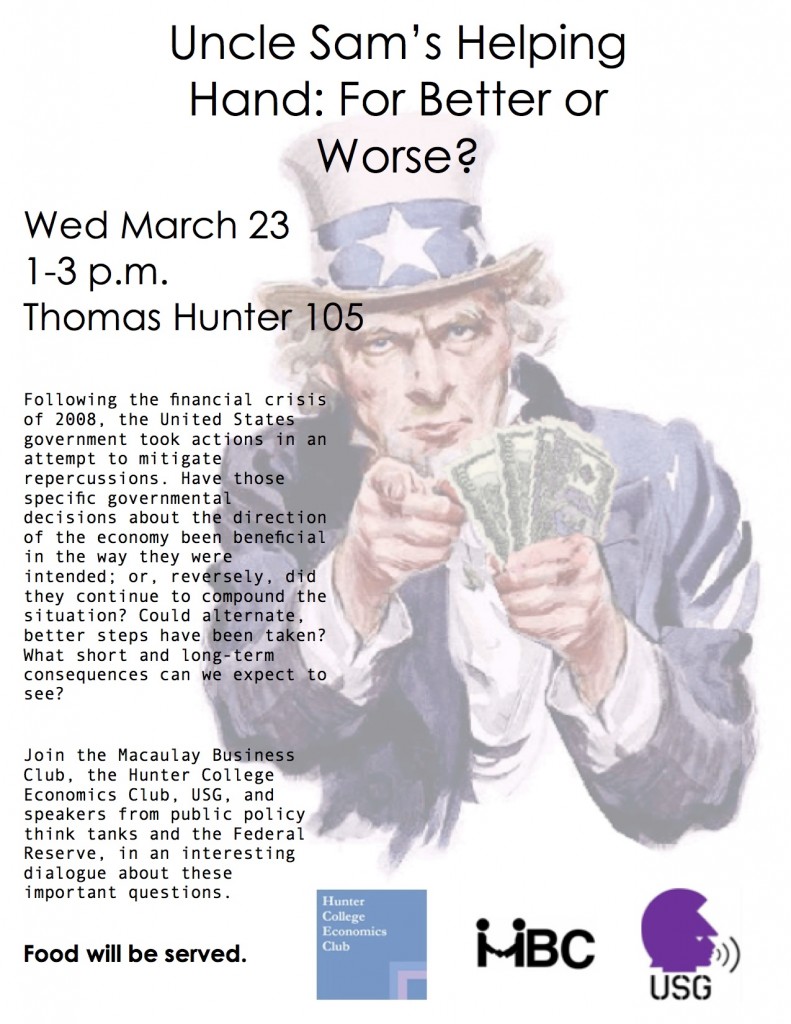 Uncle Sam’s Helping
Hand: For Better or
Worse?
Wed March 23
1-3 p.m.
Thomas Hunter 105
Following the financial crisis
of 2008, the United States
government took actions in an
attempt to mitigate
repercussions. Have those
specific governmental
decisions about the direction
of the economy been beneficial
in the way they were
intended; or, reversely, did
they continue to compound the
situation? Could alternate,
better steps have been taken?
What short and long-term
consequences can we expect to
see?
Join the Macaulay Business
Club, the Hunter College
Economics Club, USG, and
speakers from public policy
think tanks and the Federal
Reserve, in an interesting
dialogue about these
important questions.
Food will be served.
Hunter
College
Economics
Club
MBC
USG